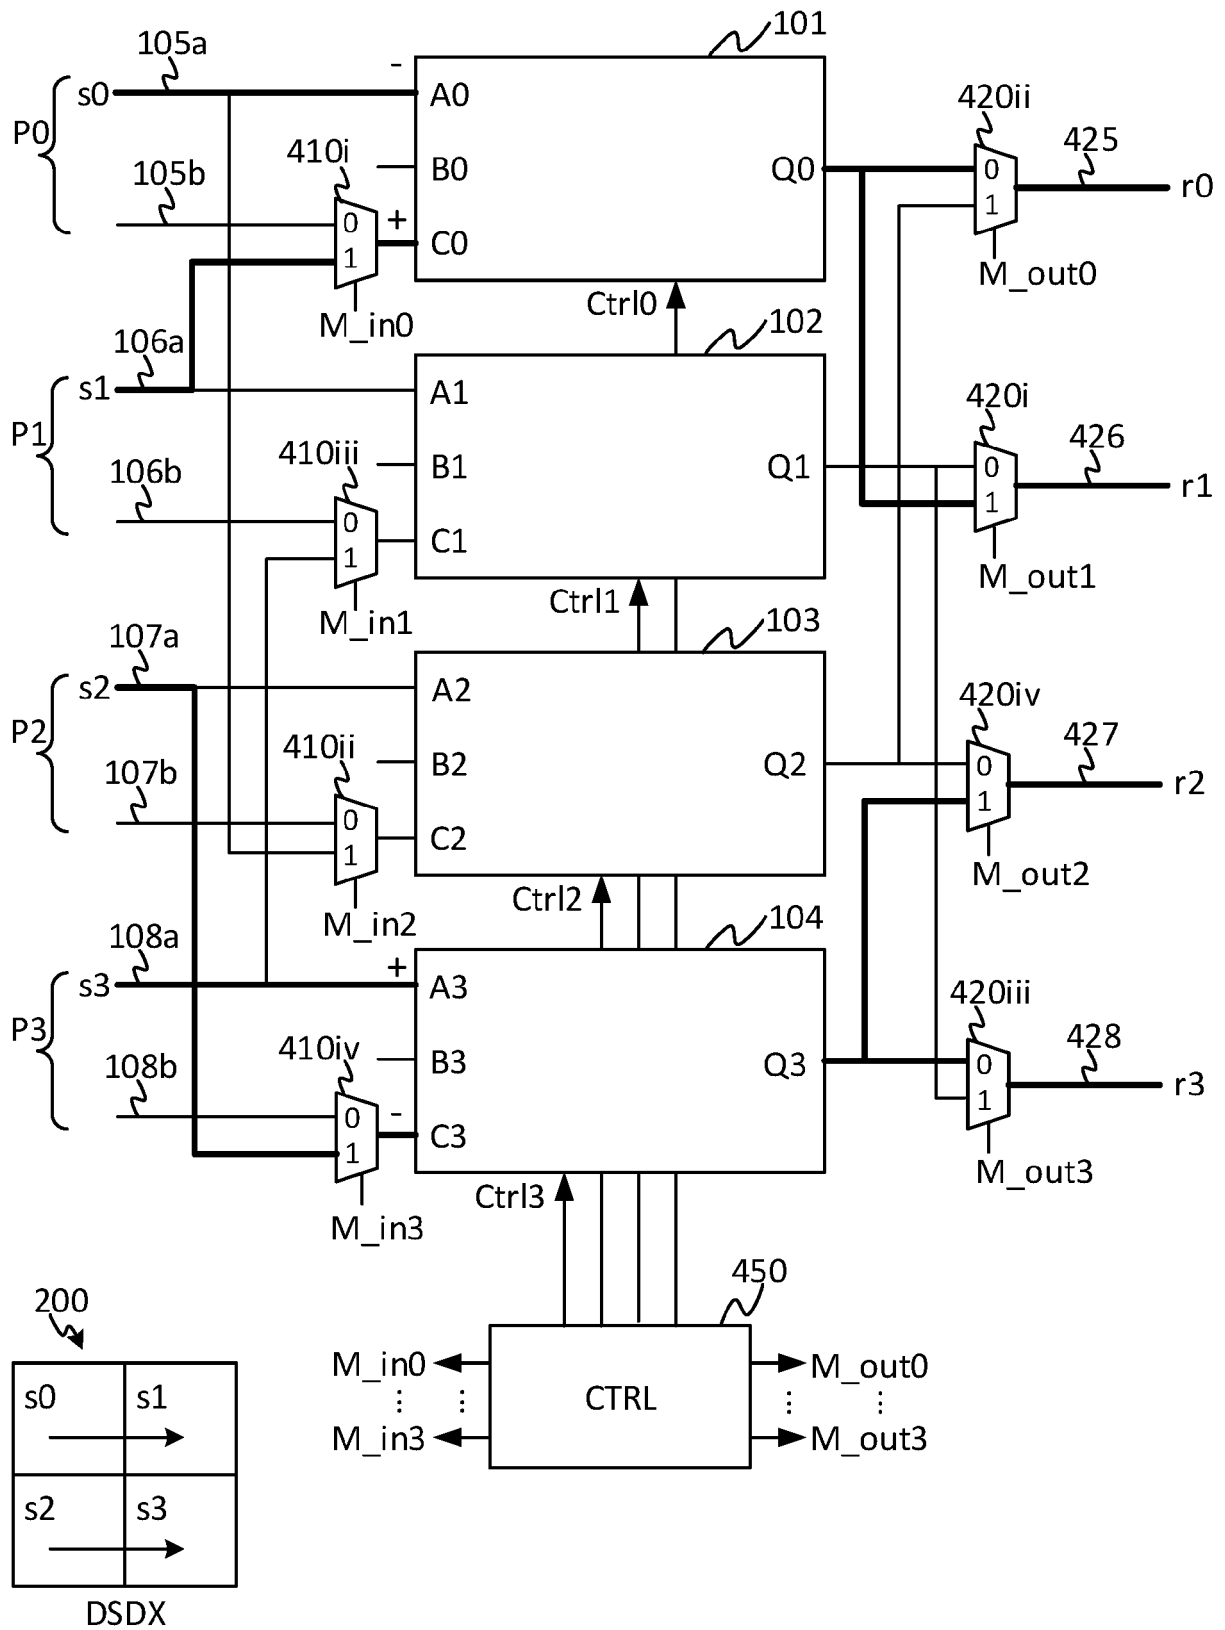 101
105a
-
s0
A0
420ii
P0
410i
425
105b
B0
Q0
0
r0
0
+
1
1
C0
M_out0
Ctrl0
M_in0
102
106a
s1
A1
420i
P1
410iii
426
106b
B1
Q1
0
r1
0
1
1
C1
M_out1
Ctrl1
M_in1
103
107a
s2
A2
420iv
P2
410ii
427
107b
B2
Q2
0
r2
0
1
1
C2
M_out2
Ctrl2
M_in2
104
108a
+
s3
A3
420iii
P3
410iv
428
108b
B3
Q3
0
r3
0
-
1
1
C3
M_out3
Ctrl3
M_in3
450
200
M_in0
M_out0
s0
s1
CTRL
M_in3
M_out3
s2
s3
DSDX